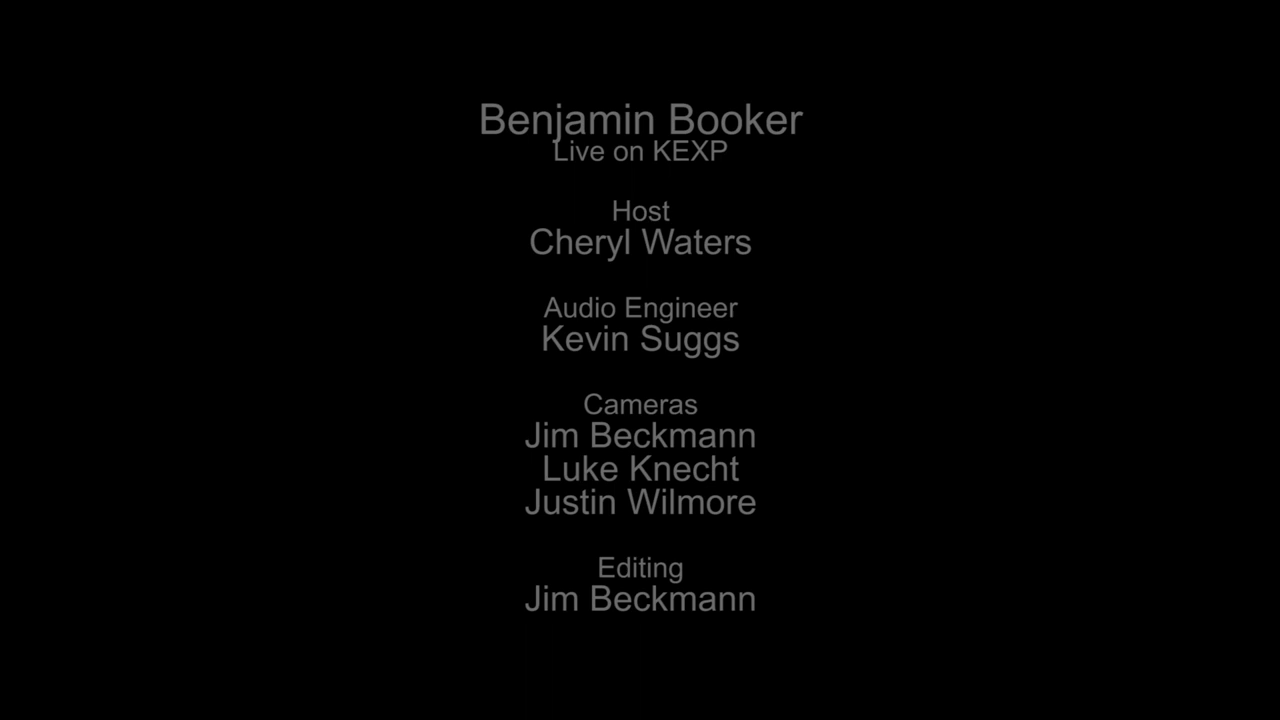 Benjamin Booker
Live on KEXP
Host
Cheryl Waters
Audio Engineer
Kevin Suggs
Cameras
Jim Beckmann
Luke Knecht
Justin Wilmore
Editing
Jim Beckmann